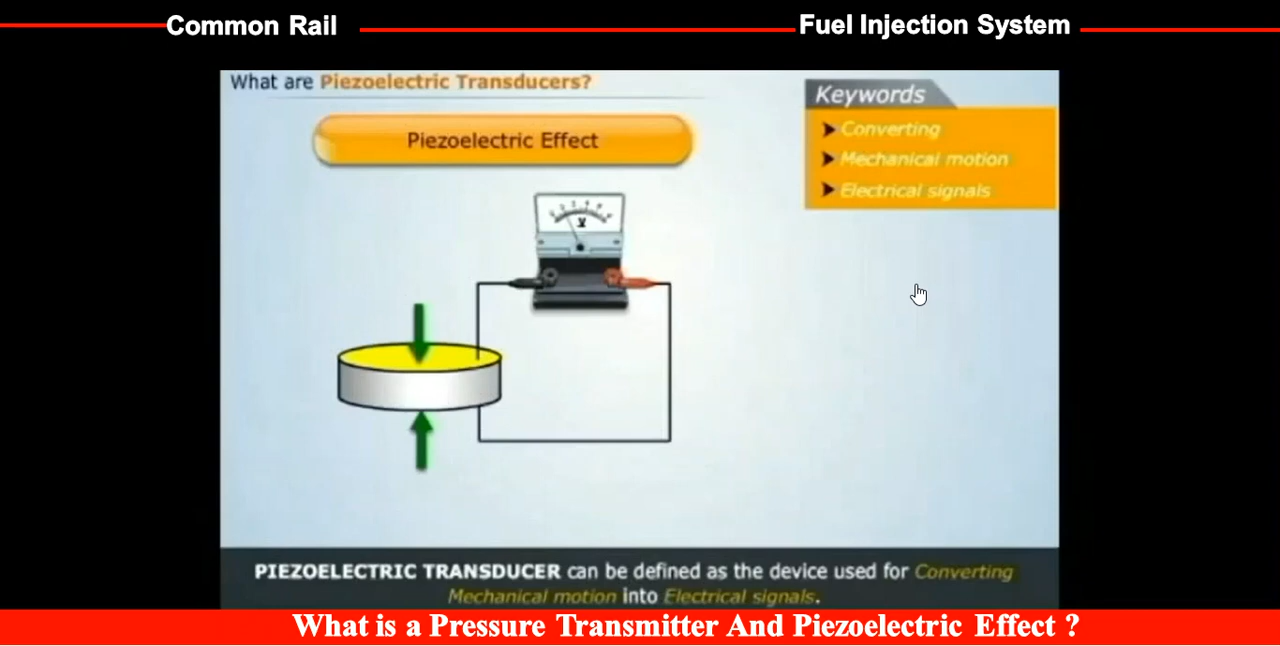 Common Rail
Fuel Injection System
What are Piezoelectric Transducers?
Keywords
Piezoelectric Effect
Converting
Mechanical motion
Electrical signals
V
PIEZOELECTRIC TRANSDUCER can be defined as the device used for Converting
Mechanical motion into Electrical signals.
What is a Pressure Transmitter And Piezoelectric Effect ?